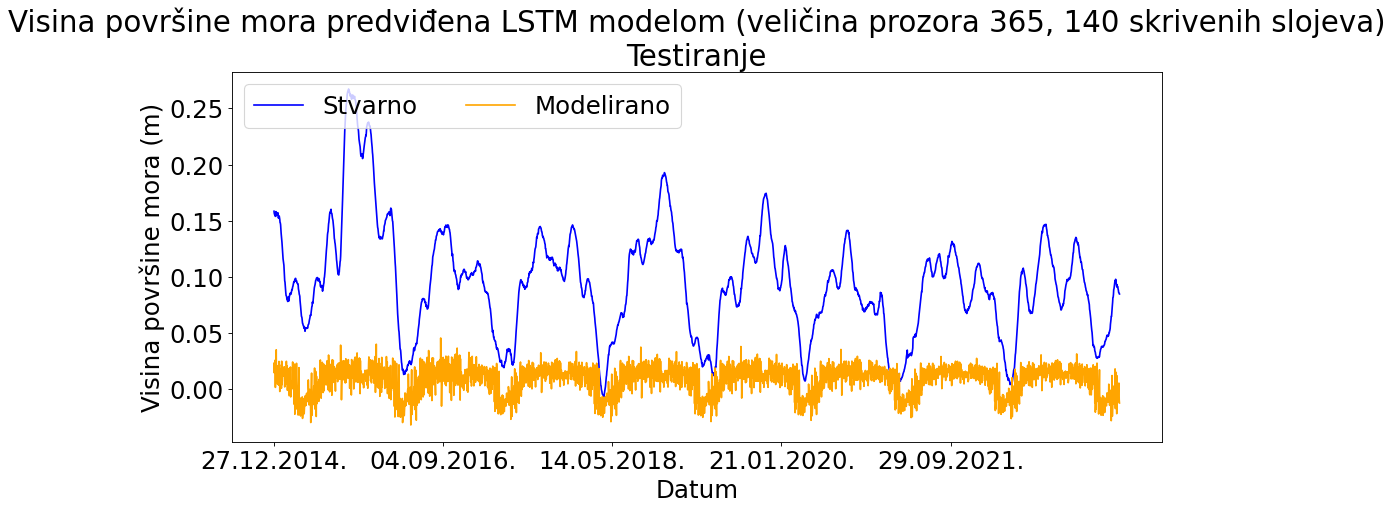 Visina površine mora predviđena LSTM modelom (veličina prozora 365, 140 skrivenih slojeva)
Testiranje
Stvarno
Modelirano
Visina površine mora (m)
0.25
0.20
0.15
0.10
0.05
0.00
27.12.2014.
04.09.2016.
14.05.2018.
21.01.2020.
29.09.2021.
Datum